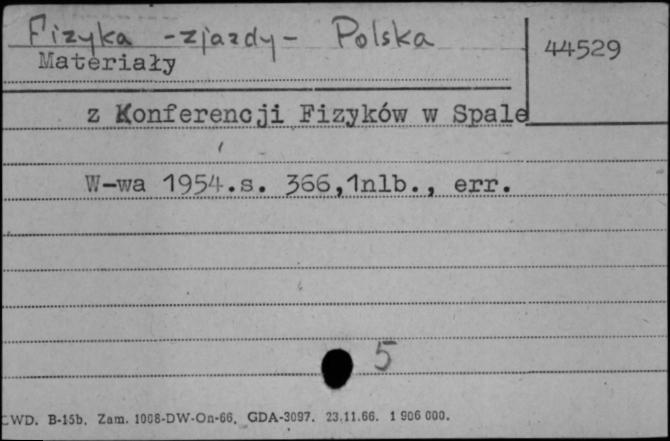 Fizyka - zjazdy - Polska
44529
Materiały
z Konferencji Fizyków w Spale
W-wa 1954.s. 366,1nlb., err.
5
CWD. B-15b. Zam. 1008-DW-On-66. GDA-3097. 23.11.66. 1 906 000.